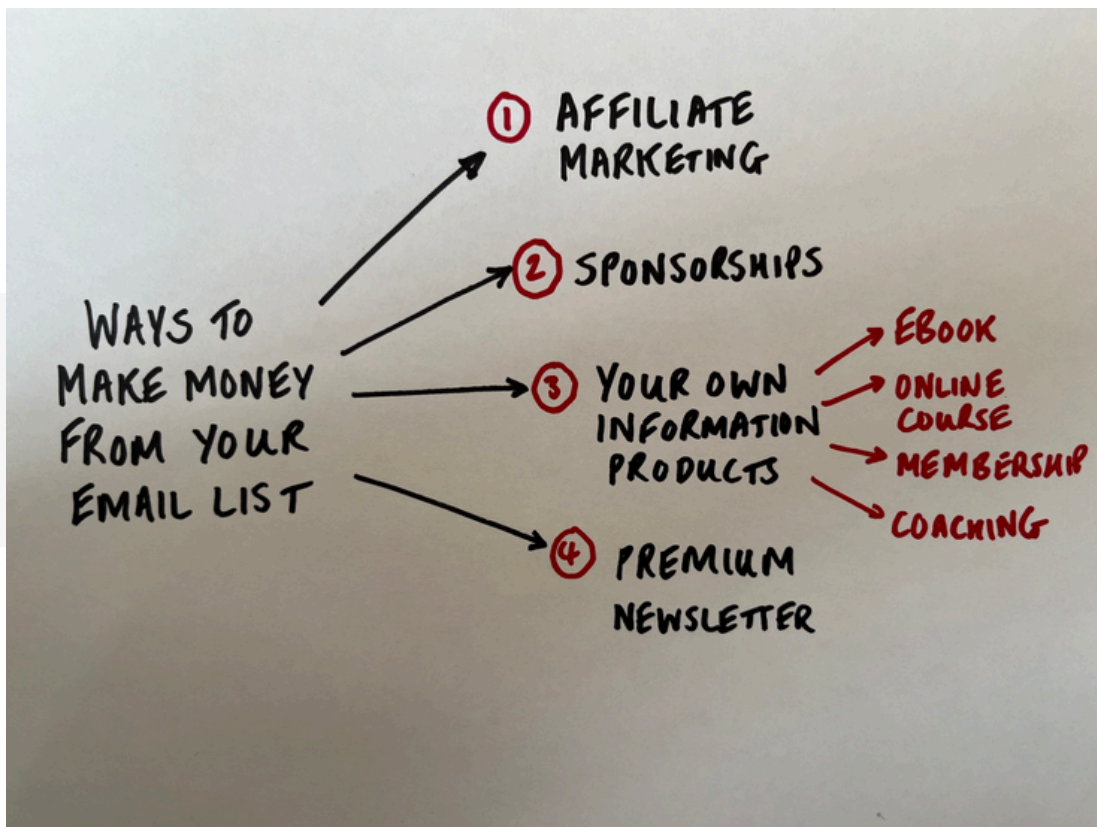 WAYS TO
MAKE MONEY
FROM YOUR
EMAIL LIST
1 AFFILIATE
MARKETING
2 SPONSORSHIPS
3 YOUR OWN
INFORMATION
PRODUCTS
EBOOK
ONLINE
COURSE
MEMBERSHIP
COACHING
4 PREMIUM
NEWSLETTER